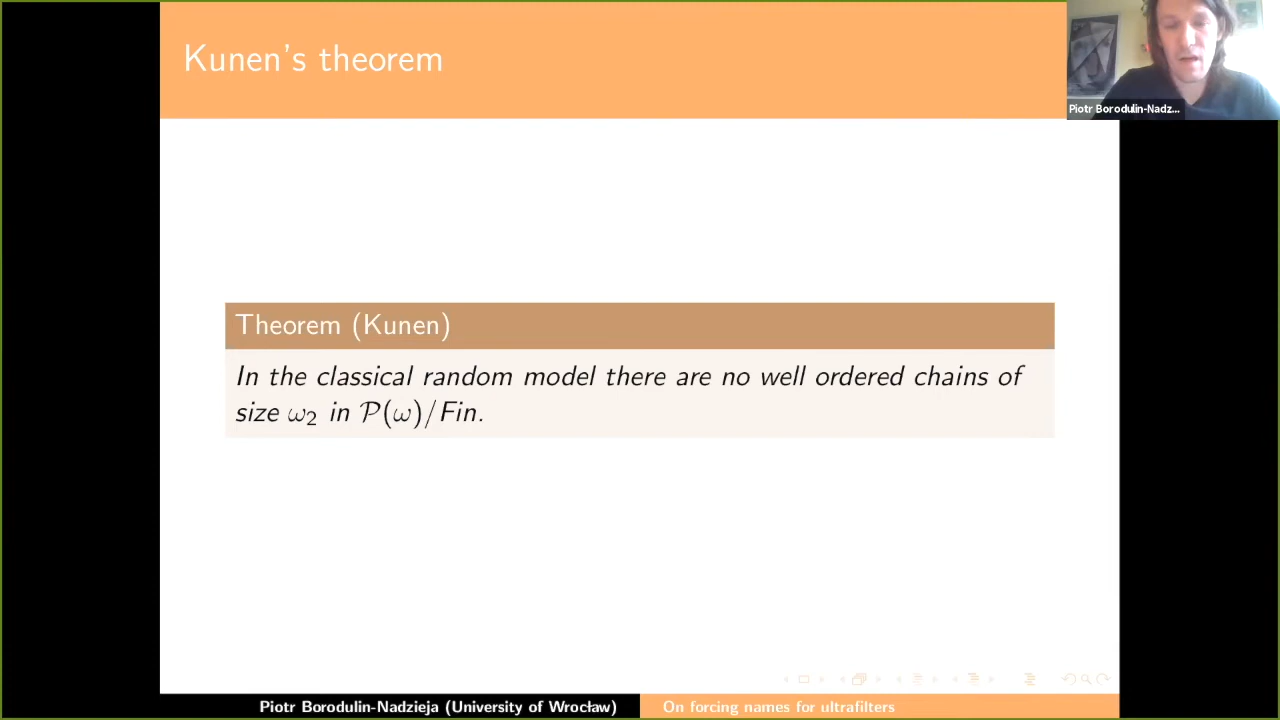 Kunen's theorem
Piotr Borodulin-Nadz...
Theorem (Kunen)
In the classical random model there are no well ordered chains of
size ω₂ in 𝒫(ω)/Fin.
Piotr Borodulin-Nadzieja (University of Wrocław)
On forcing names for ultrafilters